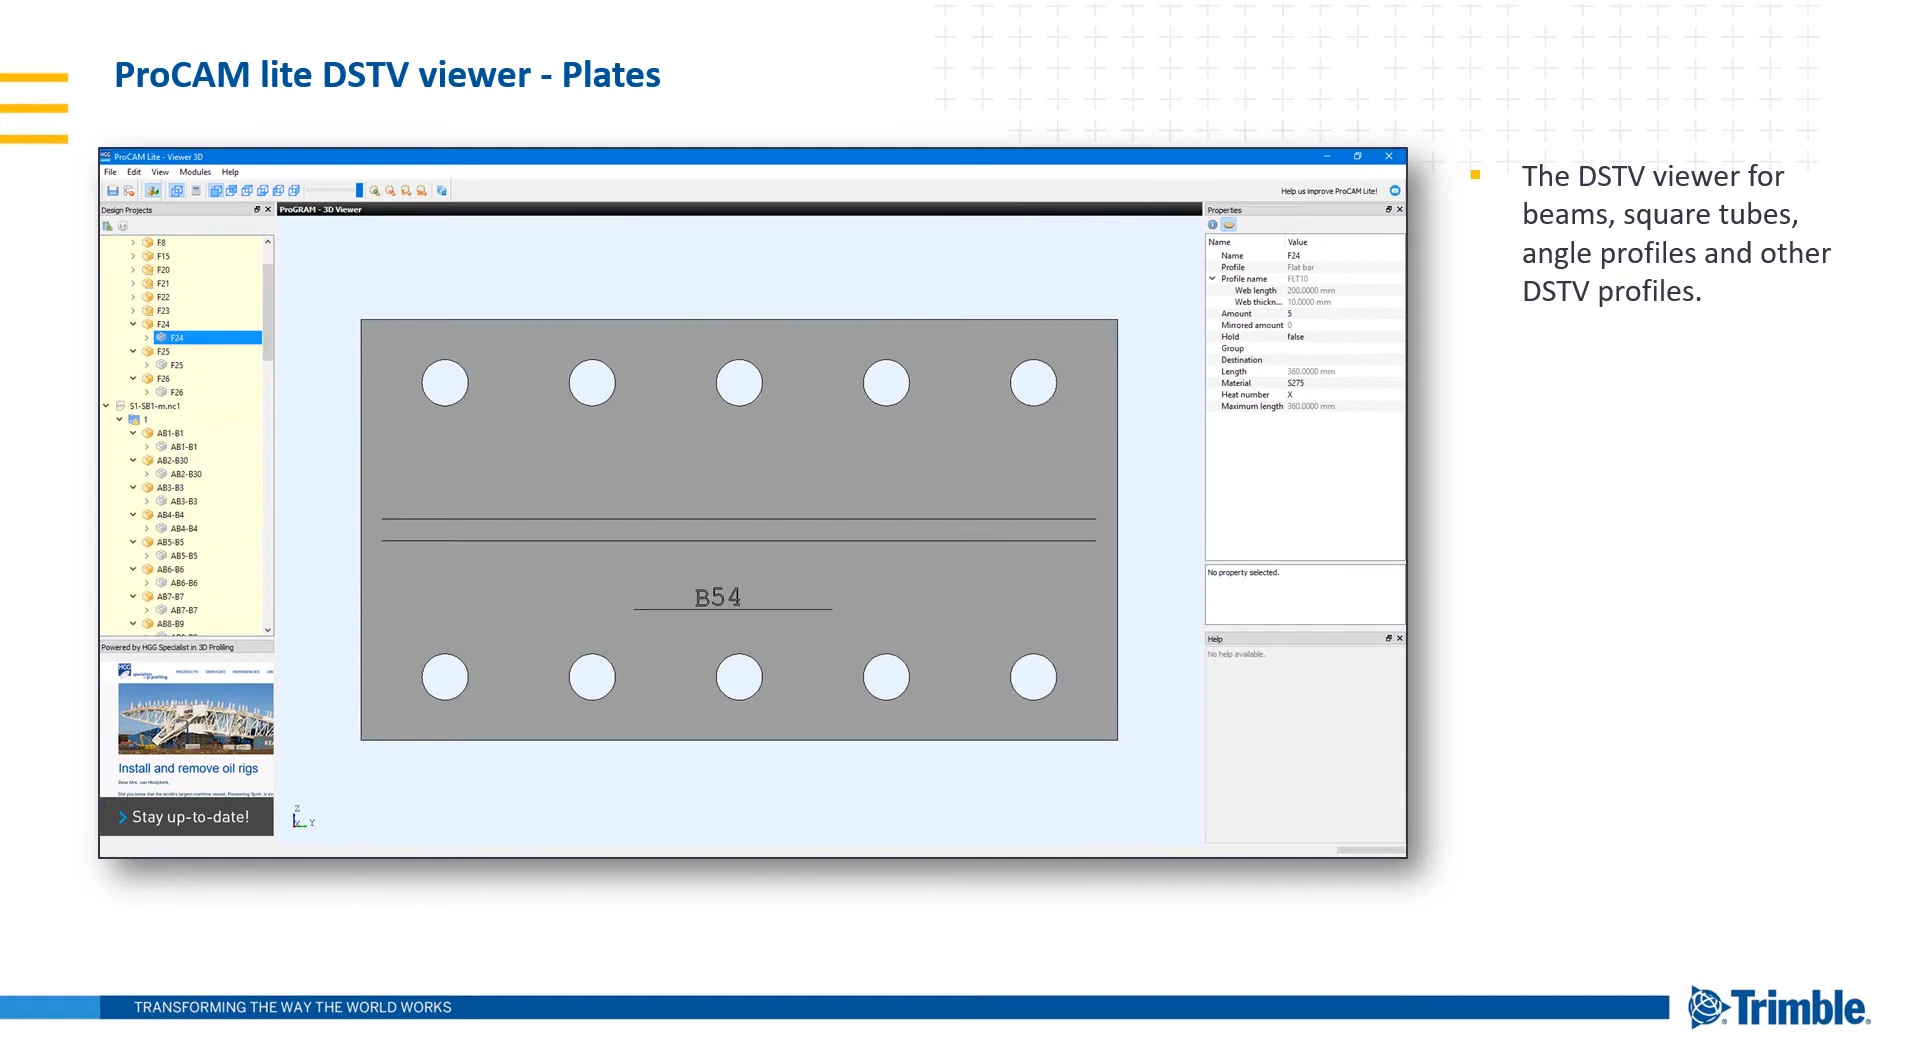 ProCAM lite DSTV viewer - Plates
ProCAM Lite - Viewer 3D
File Edit View Modules Help
Help us improve ProCAM Lite!
Design Projects
ProGRAM - 3D Viewer
F8
F15
F20
F21
F22
F23
F24
F24
F25
F25
F26
F26
S1-SB1-m.nc1
1
AB1-B1
AB1-B1
AB2-B30
AB2-B30
AB3-B3
AB3-B3
AB4-B4
AB4-B4
AB5-B5
AB5-B5
AB6-B6
AB6-B6
AB7-B7
AB7-B7
AB8-B9
Powered by HGG Specialist in 3D Profiling
HGG
PRODUCTS SERVICES REFERENCES
Install and remove oil rigs
Stay up-to-date!
B54
Z
X Y
Properties
Name Value
Name F24
Profile Flat bar
Profile name FLT10
Web length 200.0000 mm
Web thickn... 10.0000 mm
Amount 5
Mirrored amount 0
Hold false
Group
Destination
Length 360.0000 mm
Material S275
Heat number X
Maximum length 360.0000 mm
No property selected.
Help
No help available.
The DSTV viewer for
beams, square tubes,
angle profiles and other
DSTV profiles.
TRANSFORMING THE WAY THE WORLD WORKS
Trimble